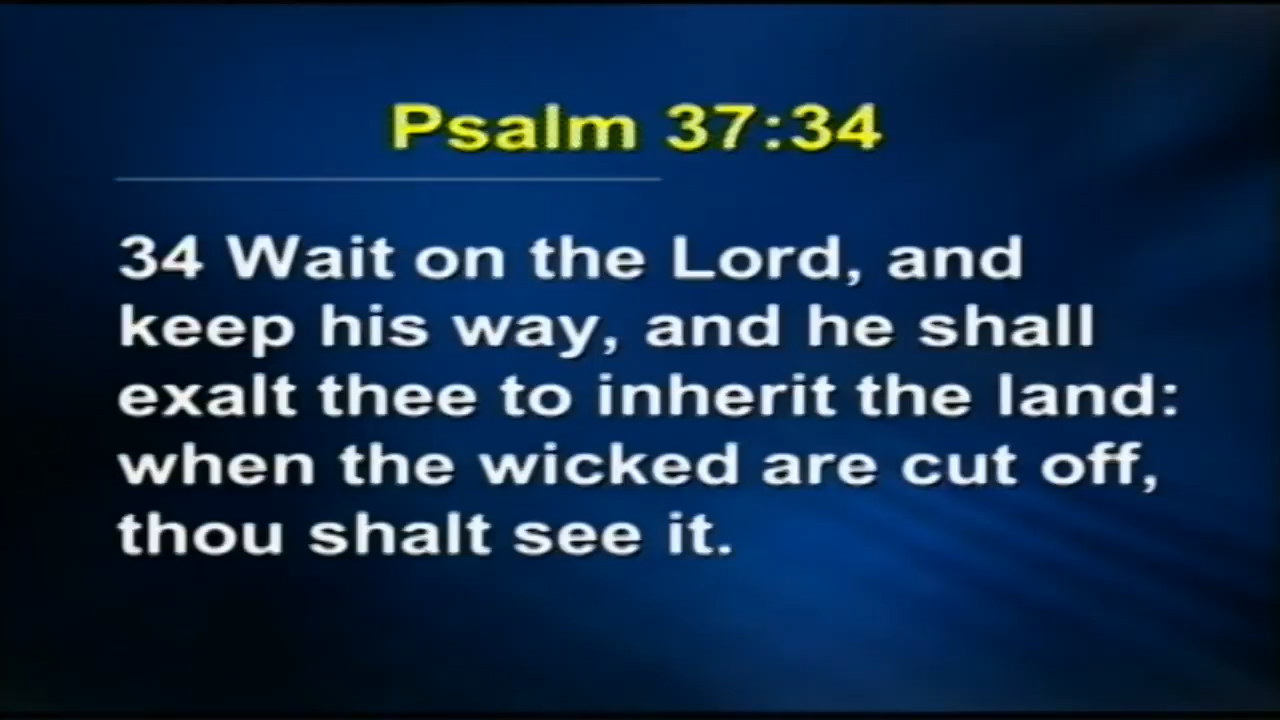 Psalm 37:34
34 Wait on the Lord, and
keep his way, and he shall
exalt thee to inherit the land:
when the wicked are cut off,
thou shalt see it.